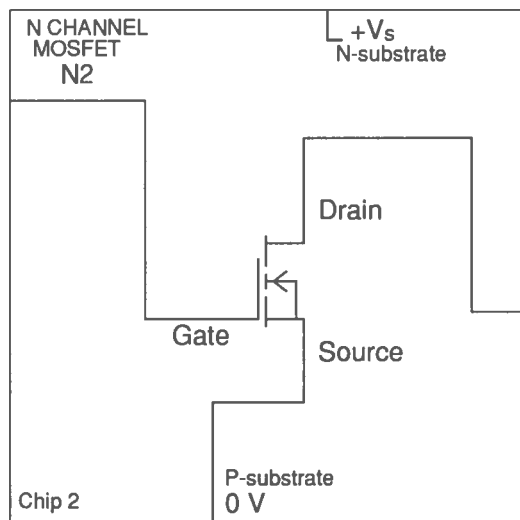 N CHANNEL
MOSFET
N2
+Vs
N-substrate
Drain
Gate
Source
P-substrate
0 V
Chip 2